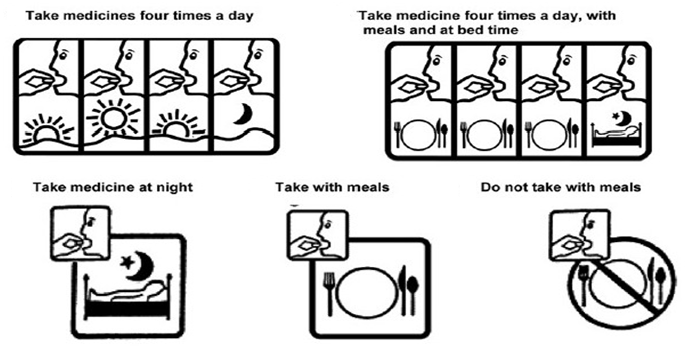 Take medicines four times a day
Take medicine four times a day, with
meals and at bed time
Take medicine at night
Take with meals
Do not take with meals